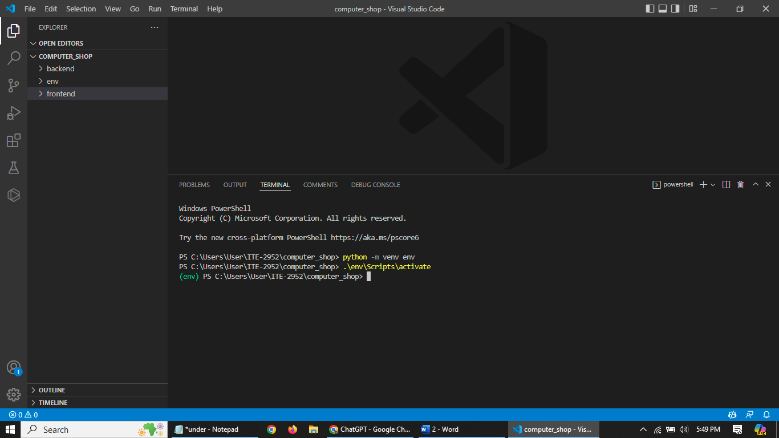 File Edit Selection View Go Run Terminal Help
computer_shop - Visual Studio Code
EXPLORER
OPEN EDITORS
COMPUTER_SHOP
backend
env
frontend
OUTLINE
TIMELINE
PROBLEMS OUTPUT TERMINAL COMMENTS DEBUG CONSOLE
powershell
Windows PowerShell
Copyright (C) Microsoft Corporation. All rights reserved.
Try the new cross-platform PowerShell https://aka.ms/pscore6
PS C:\Users\User\ITE-2952\computer_shop> python -m venv env
PS C:\Users\User\ITE-2952\computer_shop> .\env\Scripts\activate
(env) PS C:\Users\User\ITE-2952\computer_shop>
1
0 0
Search
*under - Notepad
ChatGPT - Google Ch...
2 - Word
computer_shop - Vis...
5:49 PM